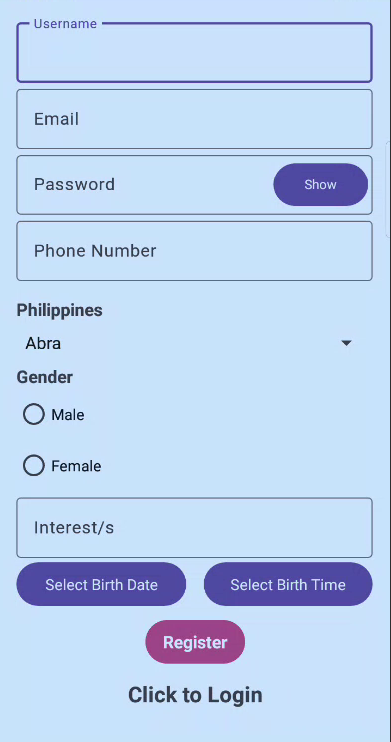 Username
Email
Password
Show
Phone Number
Philippines
Abra
Gender
Male
Female
Interest/s
Select Birth Date
Select Birth Time
Register
Click to Login